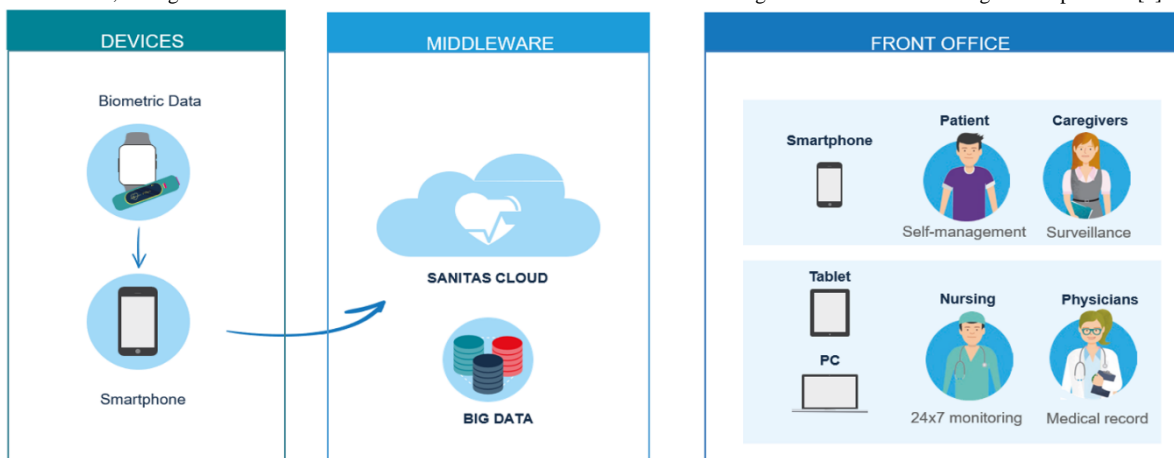 DEVICES
Biometric Data
Smartphone
MIDDLEWARE
SANITAS CLOUD
BIG DATA
FRONT OFFICE
Smartphone
Patient
Self-management
Caregivers
Surveillance
Tablet
PC
Nursing
24x7 monitoring
Physicians
Medical record